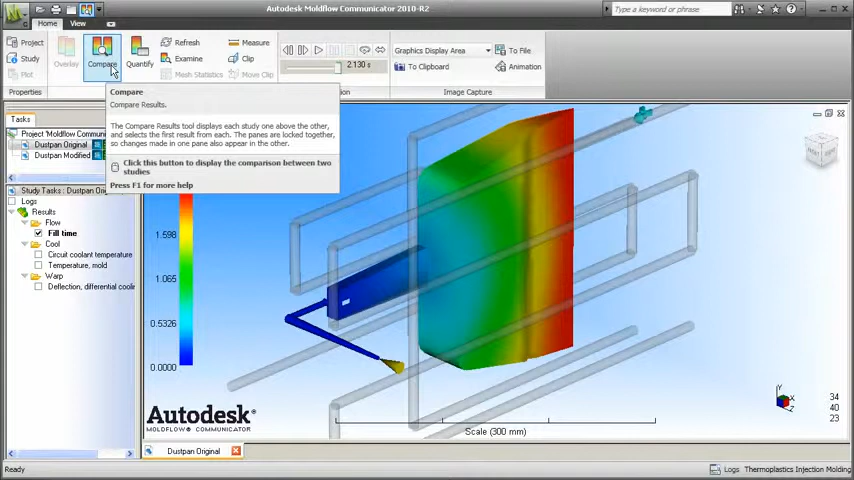 Autodesk Moldflow Communicator 2010-R2
Type a keyword or phrase
Home View
Project
Study
Plot
Properties
Overlay
Compare
Quantify
Refresh
Examine
Mesh Statistics
Measure
Clip
Move Clip
2.130 s
Graphics Display Area
To Clipboard
To File
Animation
Image Capture
Compare
Compare Results.
The Compare Results tool displays each study one above the other,
and selects the first result from each. The panes are locked together,
so changes made in one pane also appear in the other.
Click this button to display the comparison between two
studies
Press F1 for more help
Tasks
Project 'Moldflow Commu
Dustpan Original
Dustpan Modified
Study Tasks : Dustpan Ori
Logs
Results
Flow
Fill time
Cool
Circuit coolant temperature
Temperature, mold
Warp
Deflection, differential coolin
1.598
1.065
0.5326
0.0000
Autodesk®
MOLDFLOW® COMMUNICATOR
Scale (300 mm)
Y
X
Z
34
40
23
Dustpan Original
Ready
Logs Thermoplastics Injection Molding